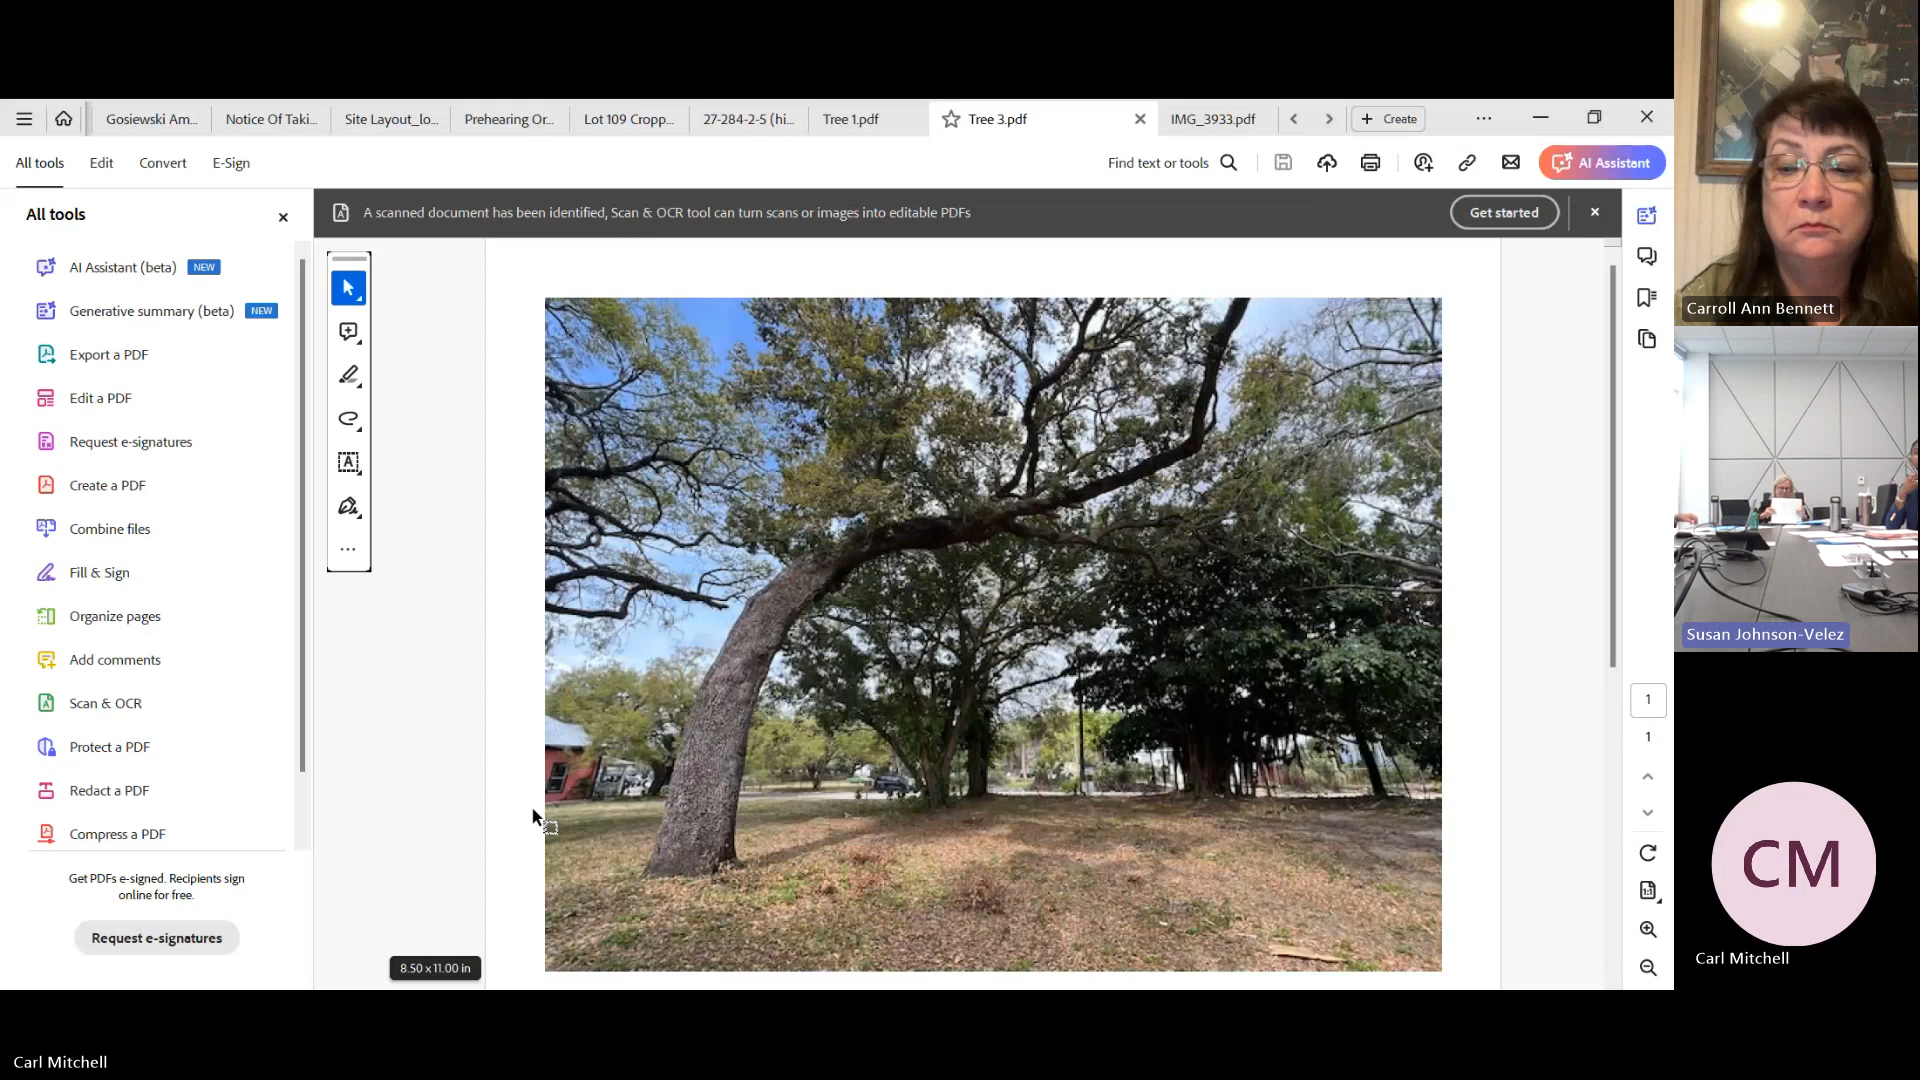 Gosiewski Am...
Notice Of Taki...
Site Layout_lo...
Prehearing Or...
Lot 109 Cropp...
27-284-2-5 (hi...
Tree 1.pdf
Tree 3.pdf
IMG_3933.pdf
Create
All tools
Edit
Convert
E-Sign
Find text or tools
AI Assistant
All tools
A scanned document has been identified, Scan & OCR tool can turn scans or images into editable PDFs
Get started
AI Assistant (beta) NEW
Generative summary (beta) NEW
Export a PDF
Edit a PDF
Request e-signatures
Create a PDF
Combine files
Fill & Sign
Organize pages
Add comments
Scan & OCR
Protect a PDF
Redact a PDF
Compress a PDF
Get PDFs e-signed. Recipients sign
online for free.
Request e-signatures
8.50 x 11.00 in
1
1
1:1
Carroll Ann Bennett
Susan Johnson-Velez
CM
Carl Mitchell
Carl Mitchell